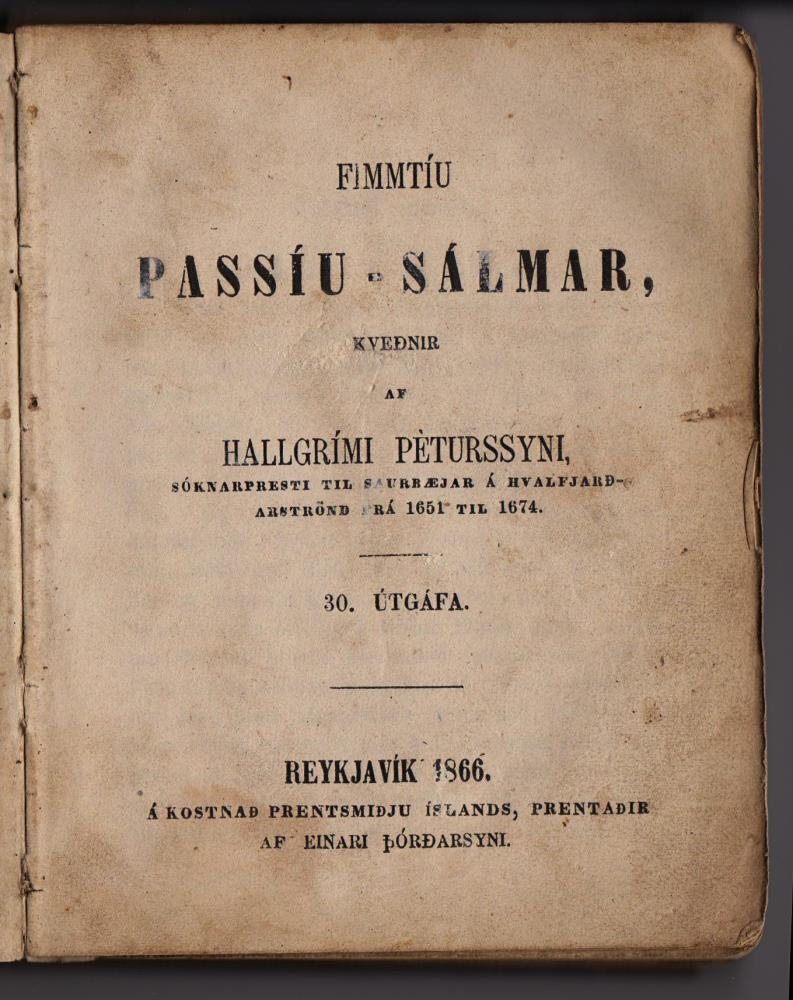 FIMMTÍU
PASSÍU-SÁLMAR,
KVEÐNIR
AF
HALLGRÍMI PÈTURSSYNI,
SÓKNARPRESTI TIL SAURBÆJAR Á HVALFJARÐ-
ARSTRÖND FRÁ 1651 TIL 1674.
30. ÚTGÁFA.
REYKJAVÍK 1866.
Á KOSTNAÐ PRENTSMIÐJU ÍSLANDS, PRENTAÐIR
AF EINARI ÞÓRÐARSYNI.